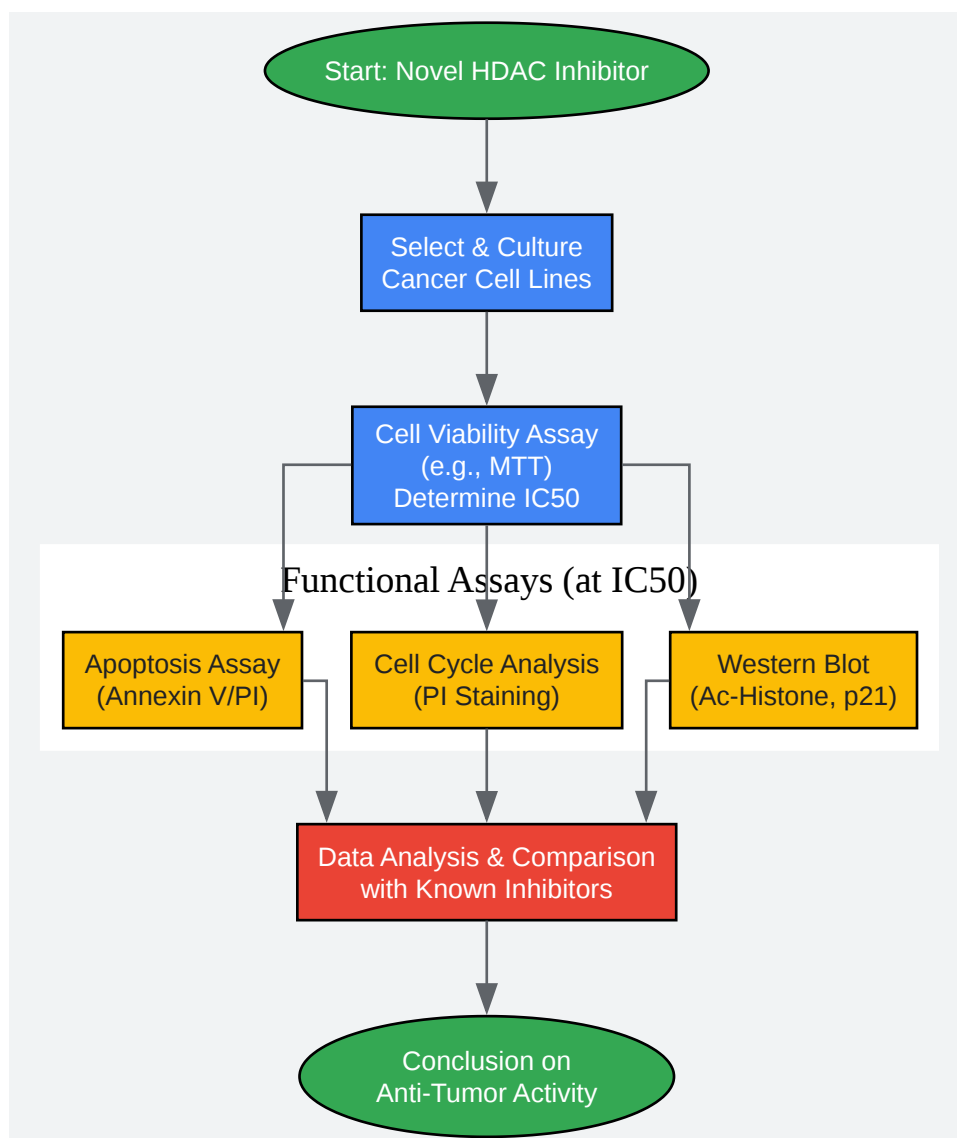 Start: Novel HDAC Inhibitor
Select & Culture
Cancer Cell Lines
Cell Viability Assay
(e.g., MTT)
Determine IC50
Functional Assays (at IC50)
Apoptosis Assay
(Annexin V/PI)
Cell Cycle Analysis
(PI Staining)
Western Blot
(Ac-Histone, p21)
Data Analysis & Comparison
with Known Inhibitors
Conclusion on
Anti-Tumor Activity